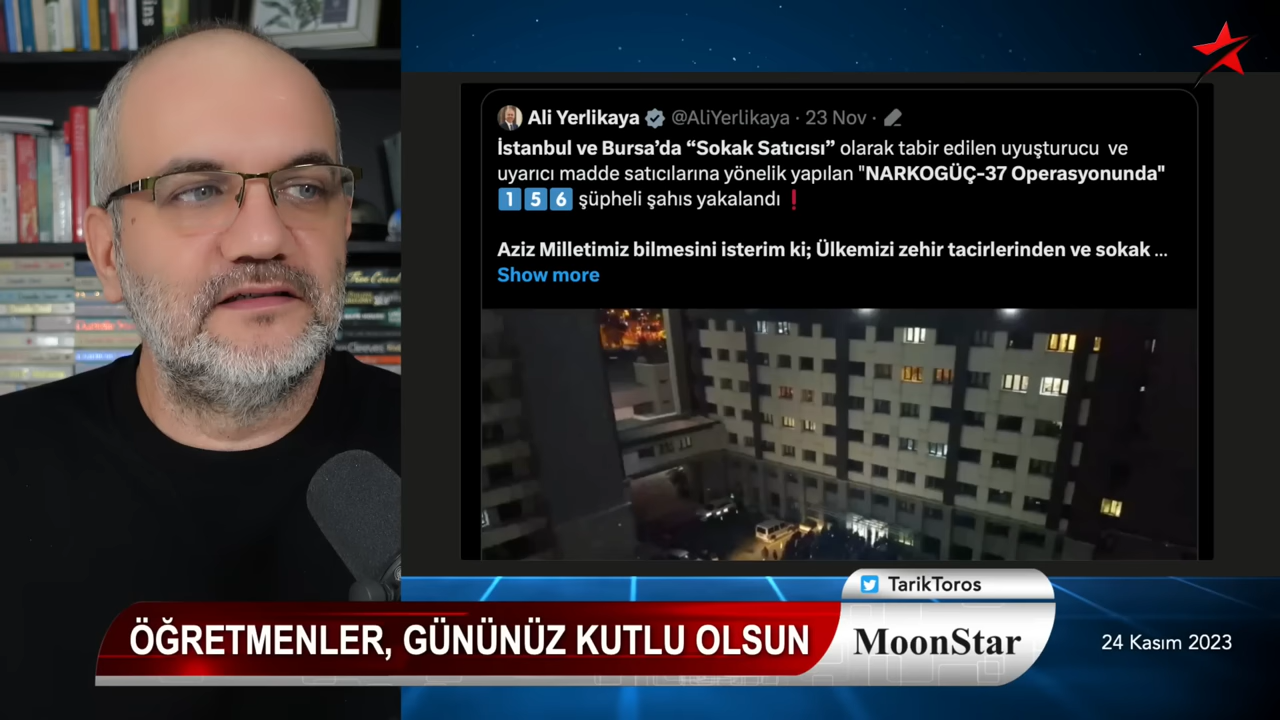 Ali Yerlikaya @AliYerlikaya · 23 Nov ·
İstanbul ve Bursa’da “Sokak Satıcısı” olarak tabir edilen uyuşturucu ve
uyarıcı madde satıcılarına yönelik yapılan "NARKOGÜÇ-37 Operasyonunda"
156 şüpheli şahıs yakalandı❗
Aziz Milletimiz bilmesini isterim ki; Ülkemizi zehir tacirlerinden ve sokak ...
Show more
TarikToros
ÖĞRETMENLER, GÜNÜNÜZ KUTLU OLSUN
MoonStar
24 Kasım 2023